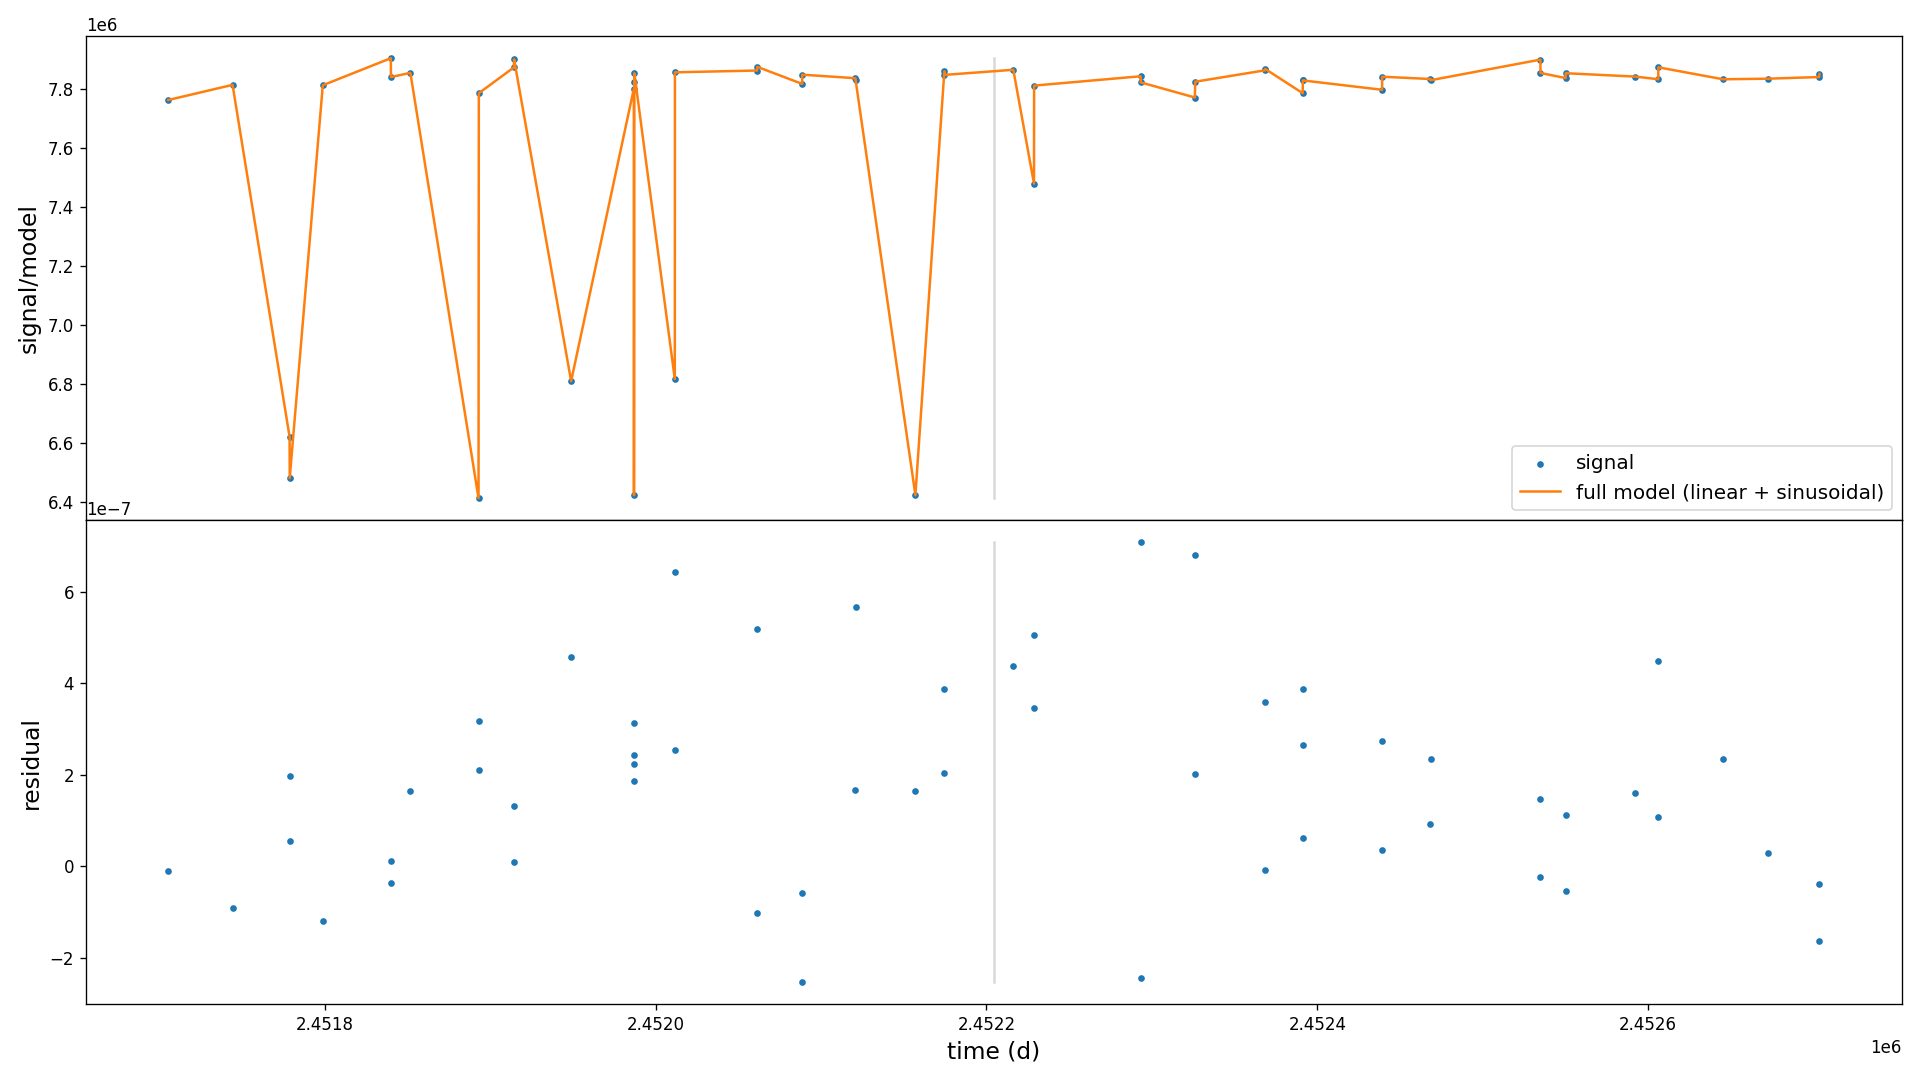 1e6
7.8
7.6
7.4
7.2
7.0
6.8
6.6
6.4
signal/model
signal
full model (linear + sinusoidal)
1e−7
6
4
2
0
−2
residual
2.4518
2.4520
2.4522
2.4524
2.4526
time (d)
1e6